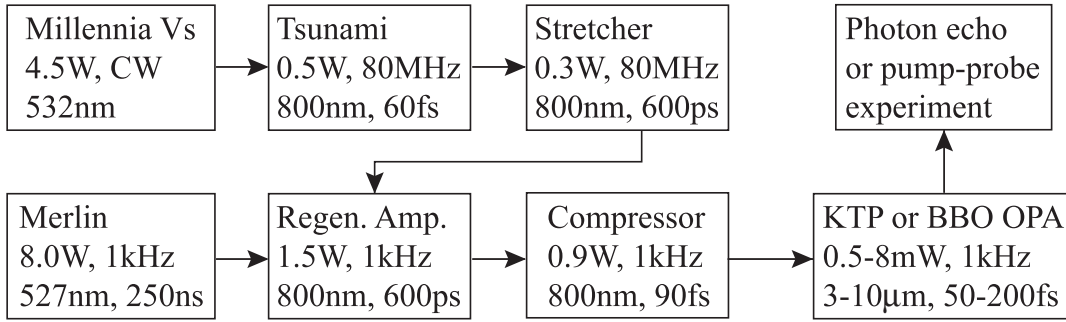 Millennia Vs
4.5W, CW
532nm
Tsunami
0.5W, 80MHz
800nm, 60fs
Stretcher
0.3W, 80MHz
800nm, 600ps
Photon echo
or pump-probe
experiment
Merlin
8.0W, 1kHz
527nm, 250ns
Regen. Amp.
1.5W, 1kHz
800nm, 600ps
Compressor
0.9W, 1kHz
800nm, 90fs
KTP or BBO OPA
0.5-8mW, 1kHz
3-10μm, 50-200fs